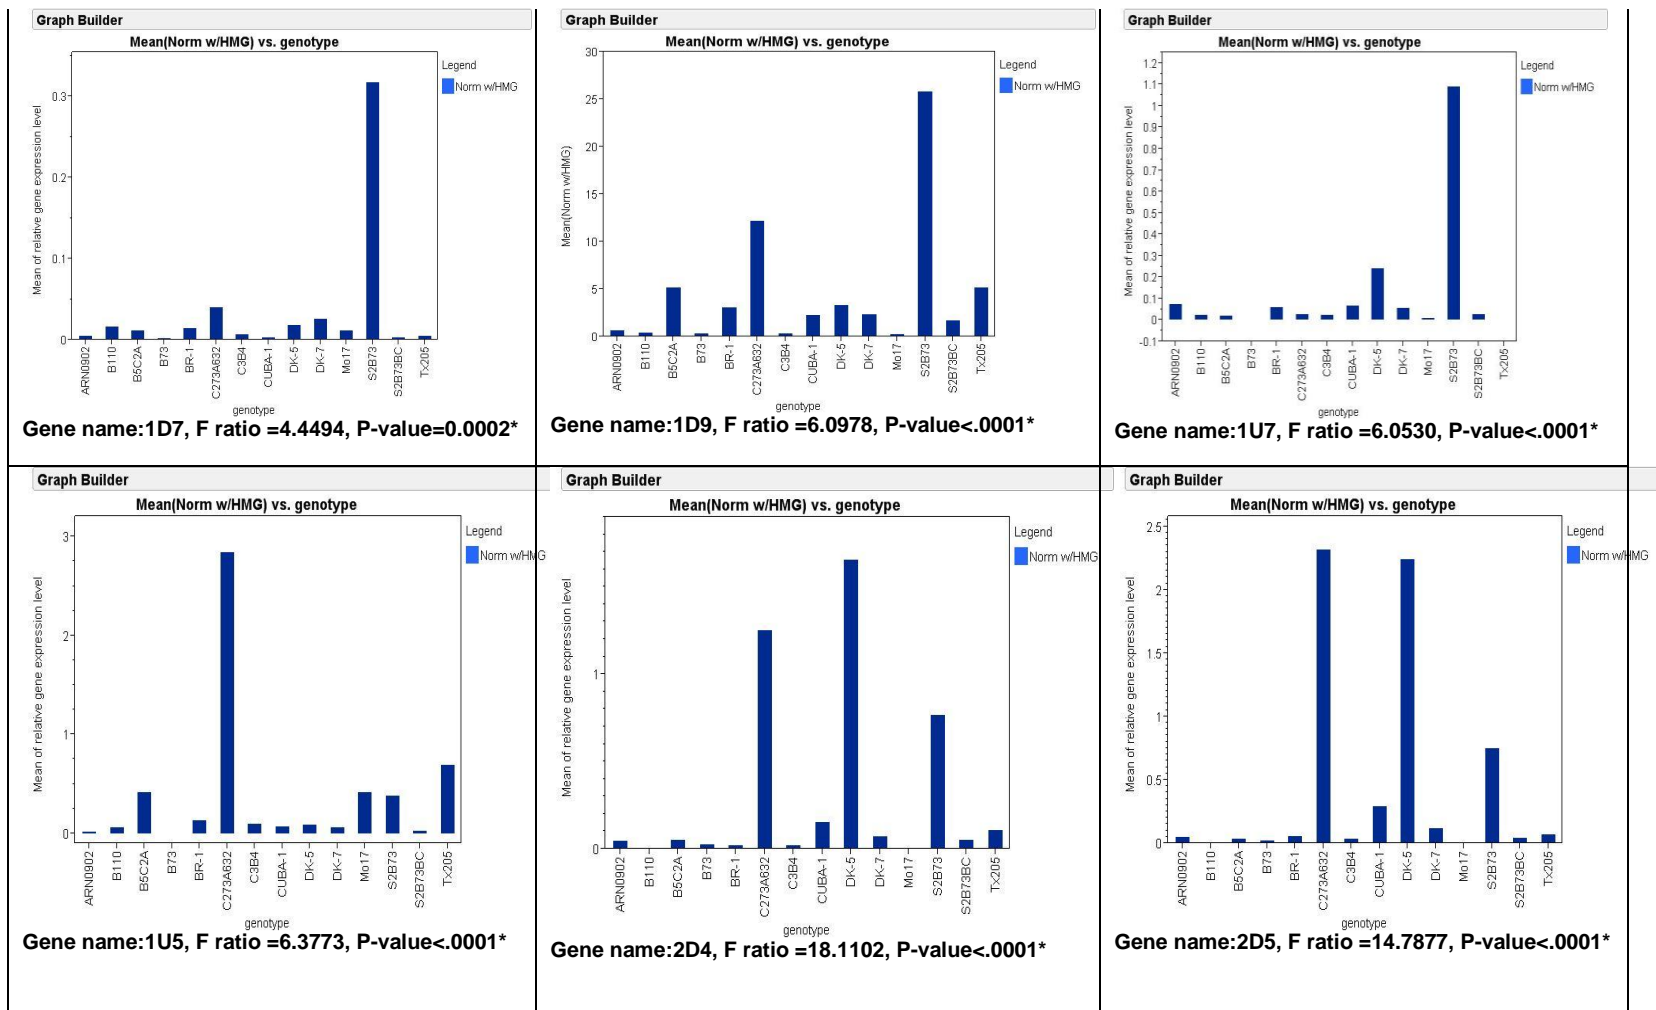 Graph Builder
Mean(Norm w/HMG) vs. genotype
Legend
Norm w/HMG
Mean of relative gene expression level
0.3
0.2
0.1
0
ARN0902
B110
B5C2A
B73
BR-1
C273A632
C3B4
CUBA-1
DK-5
DK-7
Mo17
S2B73
S2B73BC
Tx205
genotype
Gene name:1D7, F ratio =4.4494, P-value=0.0002*
Graph Builder
Mean(Norm w/HMG) vs. genotype
Legend
Norm w/HMG
Mean(Norm w/HMG)
30
25
20
15
10
5
0
ARN0902
B110
B5C2A
B73
BR-1
C273A632
C3B4
CUBA-1
DK-5
DK-7
Mo17
S2B73
S2B73BC
Tx205
genotype
Gene name:1D9, F ratio =6.0978, P-value<.0001*
Graph Builder
Mean(Norm w/HMG) vs. genotype
Legend
Norm w/HMG
Mean of relative gene expression level
1.2
1.1
1
0.9
0.8
0.7
0.6
0.5
0.4
0.3
0.2
0.1
0
-0.1
ARN0902
B110
B5C2A
B73
BR-1
C273A632
C3B4
CUBA-1
DK-5
DK-7
Mo17
S2B73
S2B73BC
Tx205
genotype
Gene name:1U7, F ratio =6.0530, P-value<.0001*
Graph Builder
Mean(Norm w/HMG) vs. genotype
Legend
Norm w/HMG
Mean of relative gene expression level
3
2
1
0
ARN0902
B110
B5C2A
B73
BR-1
C273A632
C3B4
CUBA-1
DK-5
DK-7
Mo17
S2B73
S2B73BC
Tx205
genotype
Gene name:1U5, F ratio =6.3773, P-value<.0001*
Graph Builder
Mean(Norm w/HMG) vs. genotype
Legend
Norm w/HMG
Mean of relative gene expression level
1
0
ARN0902
B110
B5C2A
B73
BR-1
C273A632
C3B4
CUBA-1
DK-5
DK-7
Mo17
S2B73
S2B73BC
Tx205
genotype
Gene name:2D4, F ratio =18.1102, P-value<.0001*
Graph Builder
Mean(Norm w/HMG) vs. genotype
Legend
Norm w/HMG
Mean of relative gene expression level
2.5
2
1.5
1
0.5
0
ARN0902
B110
B5C2A
B73
BR-1
C273A632
C3B4
CUBA-1
DK-5
DK-7
Mo17
S2B73
S2B73BC
Tx205
genotype
Gene name:2D5, F ratio =14.7877, P-value<.0001*